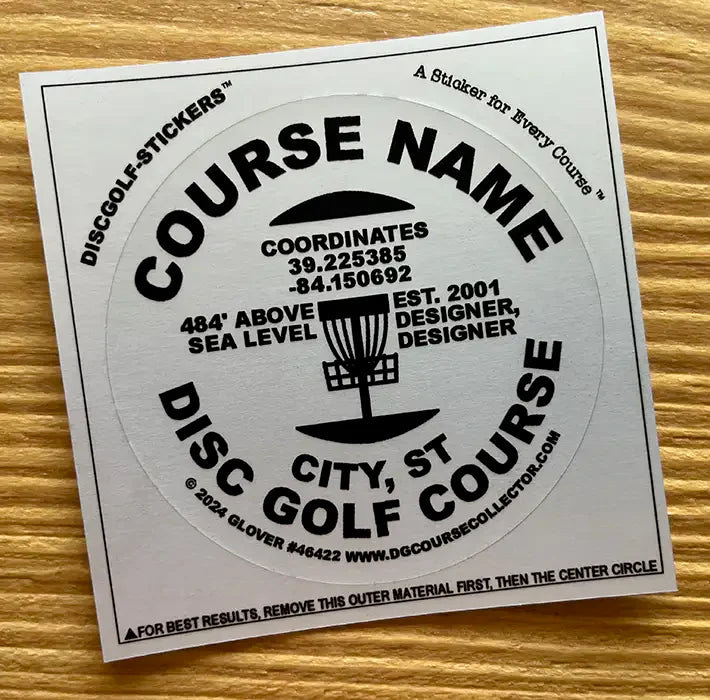 DISCGOLF-STICKERS™
A Sticker for Every Course ™
COURSE NAME
COORDINATES
39.225385
-84.150692
484' ABOVE
SEA LEVEL
EST. 2001
DESIGNER,
DESIGNER
CITY, ST
DISC GOLF COURSE
© 2024 GLOVER #46422 WWW.DGCOURSECOLLECTOR.COM
▲FOR BEST RESULTS, REMOVE THIS OUTER MATERIAL FIRST, THEN THE CENTER CIRCLE